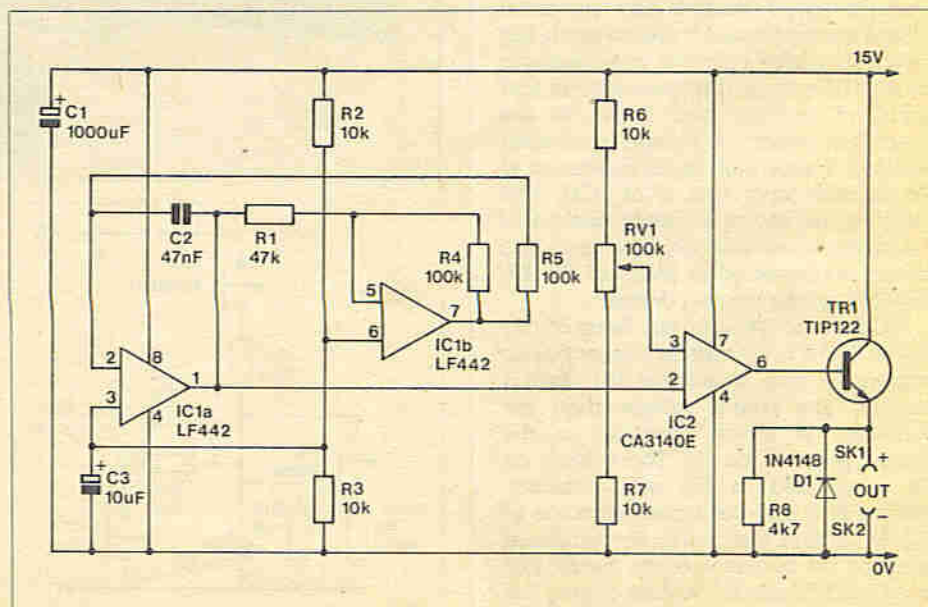 15V
C1
1000uF
+
R2
10k
R6
10k
C2
47nF
R1
47k
R4
100k
R5
100k
RV1
100k
TR1
TIP122
5
6
7
IC1b
LF442
2
3
8
1
4
IC1a
LF442
3
2
7
6
4
IC2
CA3140E
+
C3
10uF
R3
10k
R7
10k
1N4148
D1
R8
4k7
SK1
+
OUT
−
SK2
0V